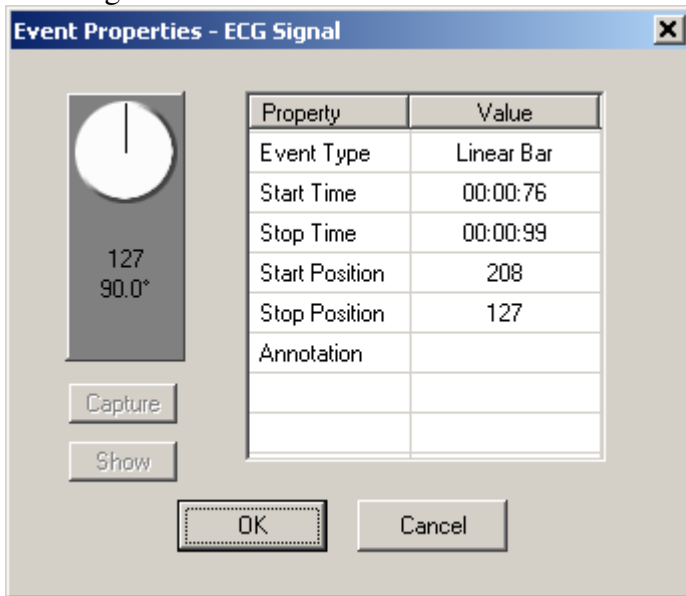 Event Properties - ECG Signal
127
90.0°
Capture
Show
Property Value
Event Type Linear Bar
Start Time 00:00:76
Stop Time 00:00:99
Start Position 208
Stop Position 127
Annotation
OK Cancel